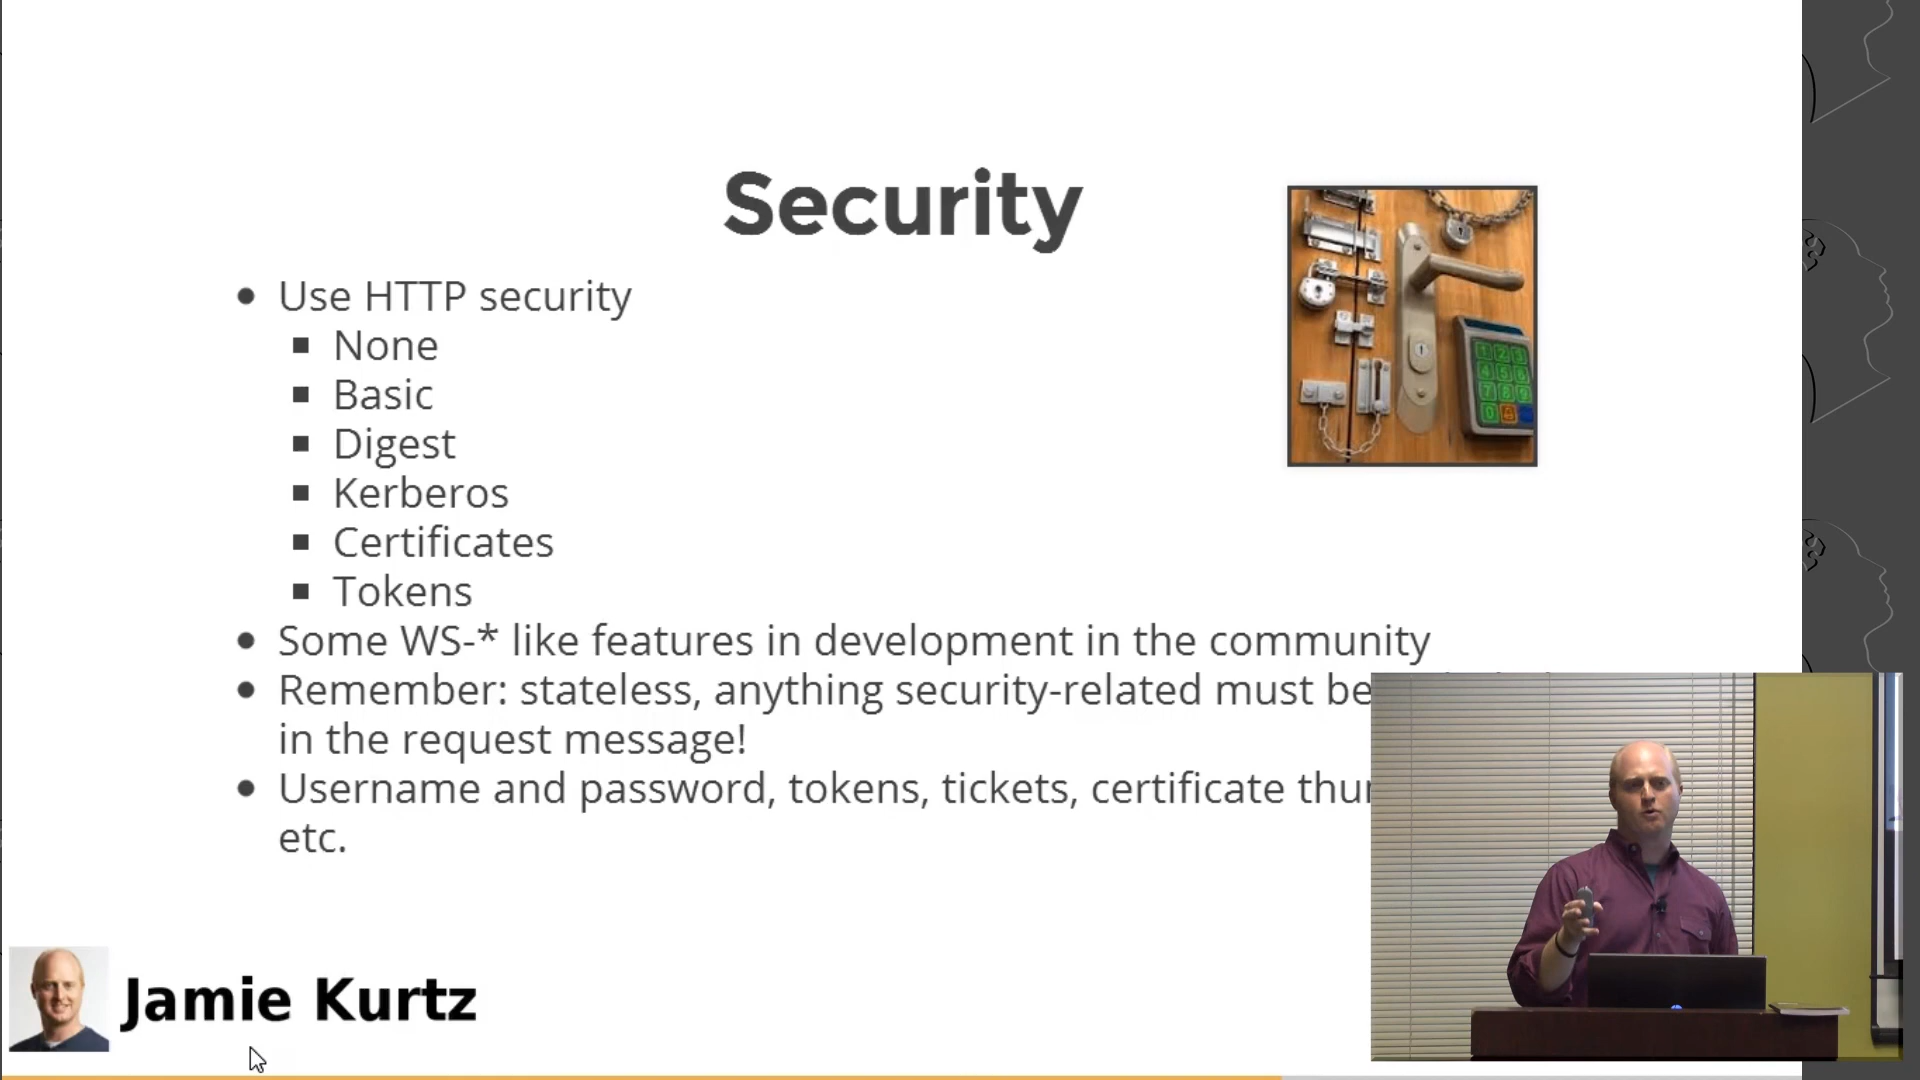 Security
Use HTTP security
None
Basic
Digest
Kerberos
Certificates
Tokens
Some WS-* like features in development in the community
Remember: stateless, anything security-related must be
in the request message!
Username and password, tokens, tickets, certificate
etc.
Jamie Kurtz